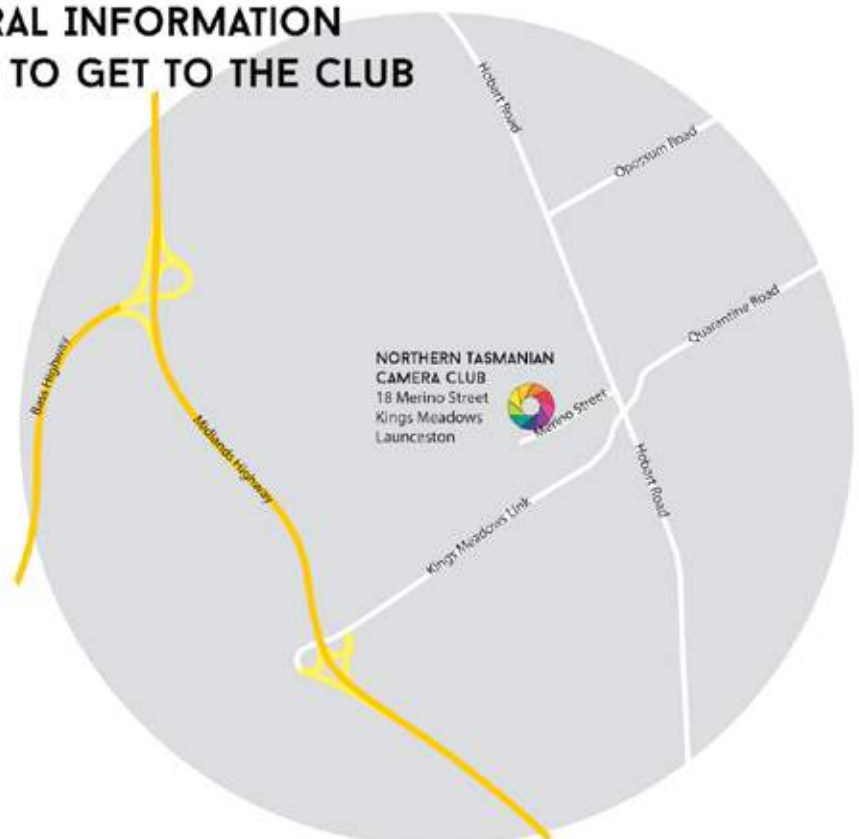 RAL INFORMATION
TO GET TO THE CLUB
Hobart Road
Opossum Road
Quarantine Road
Bass Highway
NORTHERN TASMANIAN
CAMERA CLUB
18 Merino Street
Kings Meadows
Launceston
Merino Street
Midlands Highway
Hobart Road
Kings Meadows Link